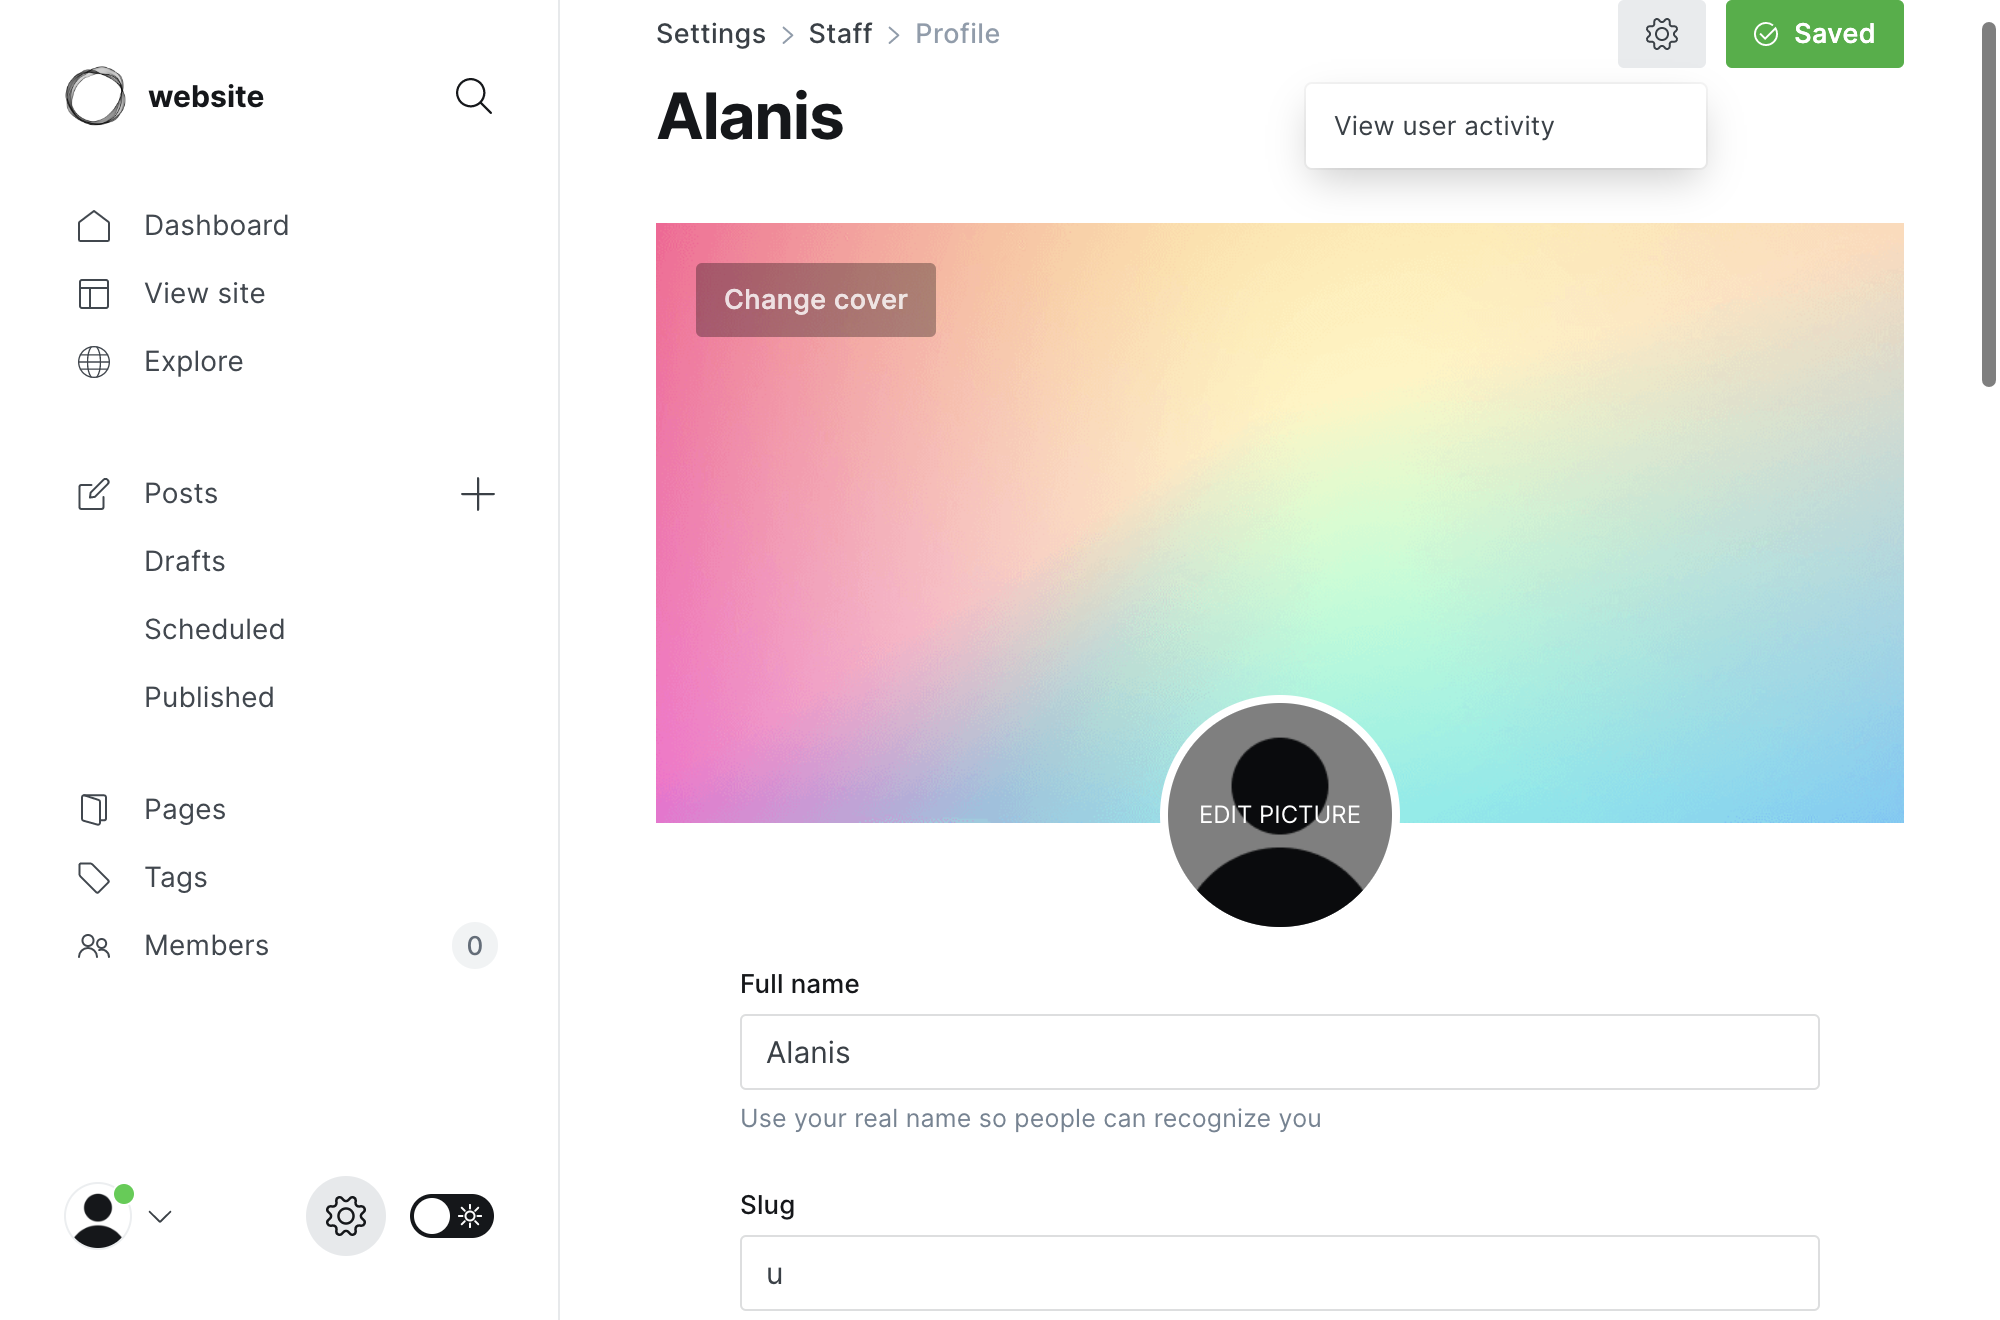 website
Dashboard
View site
Explore
Posts
Drafts
Scheduled
Published
Pages
Tags
Members
0
Settings > Staff > Profile
Saved
Alanis
View user activity
Change cover
EDIT PICTURE
Full name
Alanis
Use your real name so people can recognize you
Slug
u